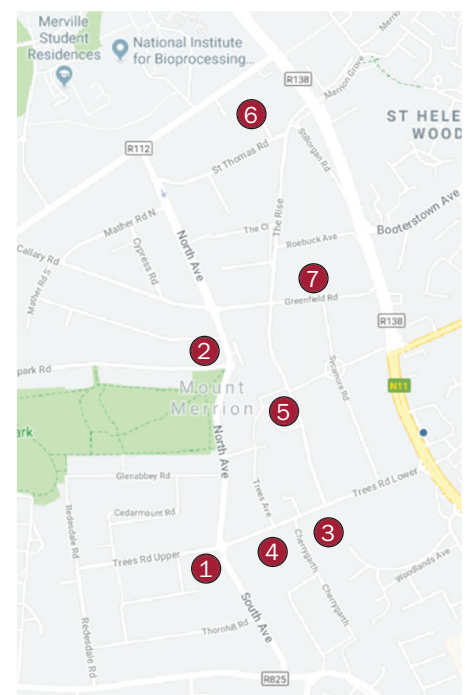 Merville
Student
Residences
National Institute
for Bioprocessing...
Merrion Grove
R138
6
ST HELE
WOOD
Stillorgan Rd
St Thomas Rd
R112
Booterstown Ave
Mather Rd N
The Rise
The Cl
Roebuck Ave
North Ave
Callary Rd
Cypress Rd
Mather Rd S
7
Greenfield Rd
R138
2
park Rd
Sycamore Rd
N11
Mount
Merrion
5
ark
North Ave
Glenabbey Rd
Trees Rd Lower
Trees Ave
Redesdale Rd
Cedarmount Rd
3
Cherrygarth
4
Trees Rd Upper
1
Woodlands Ave
Cherrygarth
South Ave
Redesdale Rd
Thornhill Rd
R825